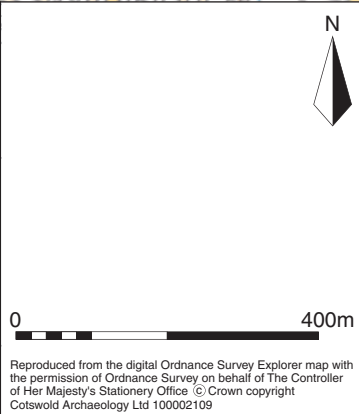 N
0 400m
Reproduced from the digital Ordnance Survey Explorer map with
the permission of Ordnance Survey on behalf of The Controller
of Her Majesty's Stationery Office © Crown copyright
Cotswold Archaeology Ltd 100002109